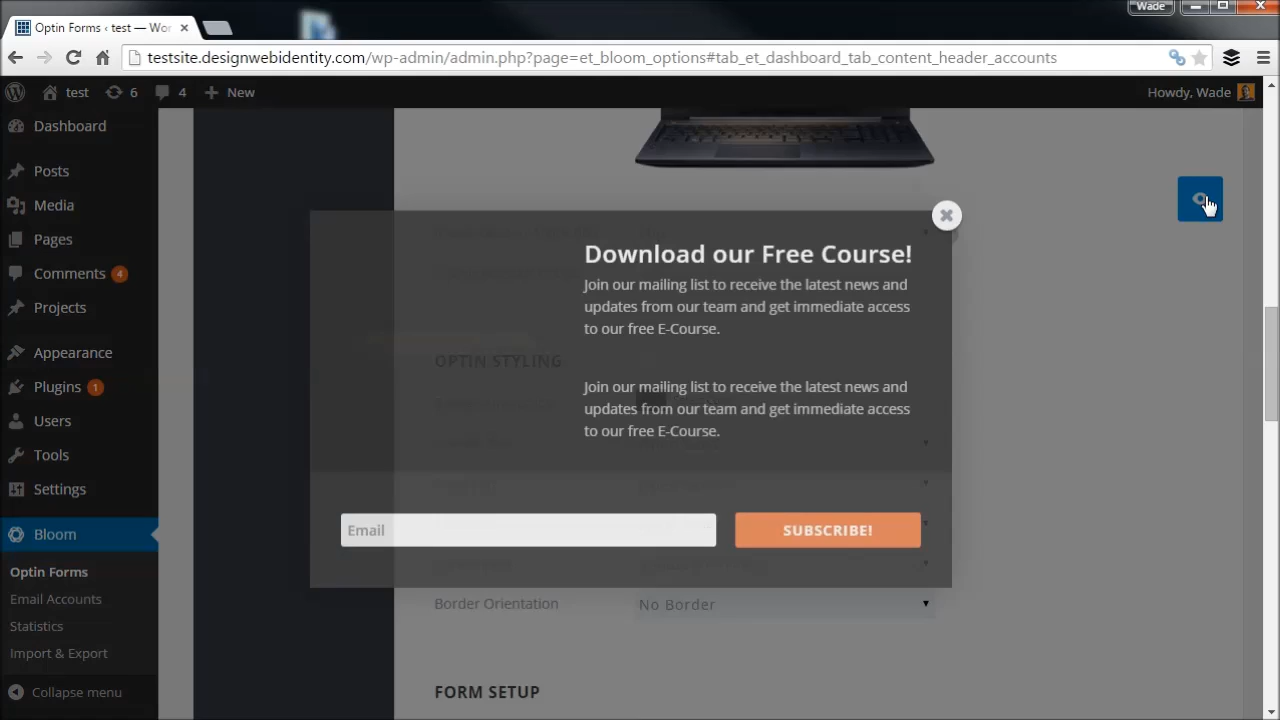 Wade
Optin Forms ‹ test — Wor
testsite.designwebidentity.com/wp-admin/admin.php?page=et_bloom_options#tab_et_dashboard_tab_content_header_accounts
test 6 4 New
Howdy, Wade
Dashboard
Posts
Media
Pages
Comments 4
Projects
Appearance
Plugins 1
Users
Tools
Settings
Bloom
Optin Forms
Email Accounts
Statistics
Import & Export
Collapse menu
Download our Free Course!
Join our mailing list to receive the latest news and
updates from our team and get immediate access
to our free E-Course.
OPTIN STYLING
Join our mailing list to receive the latest news and
updates from our team and get immediate access
to our free E-Course.
Email
SUBSCRIBE!
Border Orientation
No Border
FORM SETUP